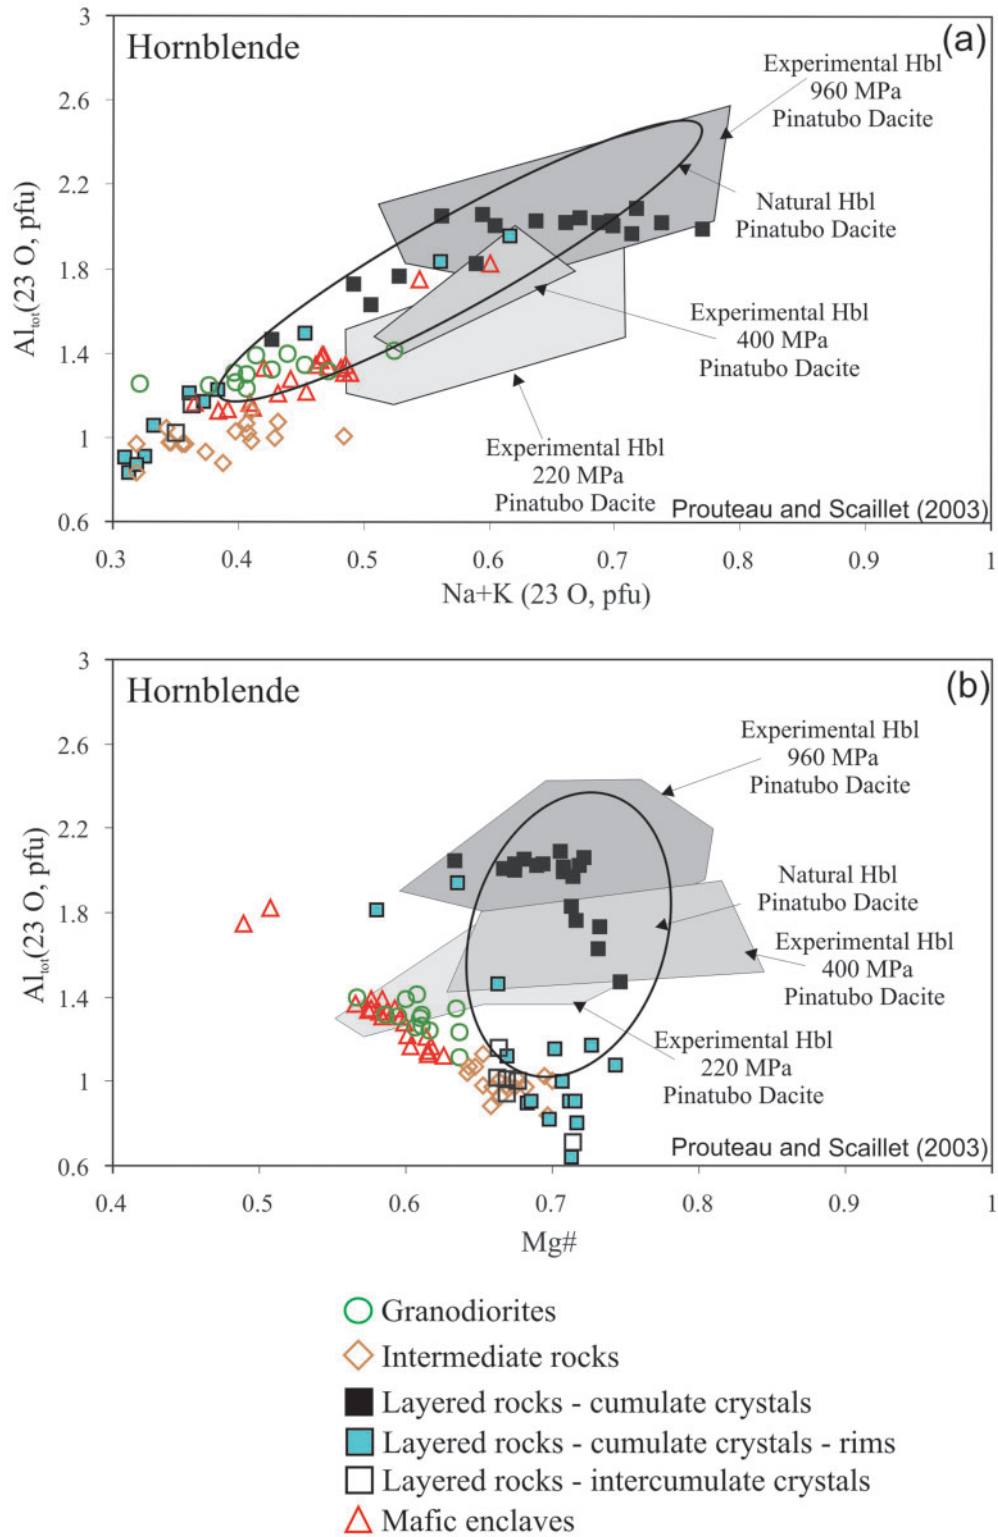 Hornblende
(a)
Experimental Hbl
960 MPa
Pinatubo Dacite
Natural Hbl
Pinatubo Dacite
Experimental Hbl
400 MPa
Pinatubo Dacite
Experimental Hbl
220 MPa
Pinatubo Dacite
Prouteau and Scaillet (2003)
3
2.6
2.2
1.8
1.4
1
0.6
Al_tot(23 O, pfu)
0.3 0.4 0.5 0.6 0.7 0.8 0.9 1
Na+K (23 O, pfu)
Hornblende
(b)
Experimental Hbl
960 MPa
Pinatubo Dacite
Natural Hbl
Pinatubo Dacite
Experimental Hbl
400 MPa
Pinatubo Dacite
Experimental Hbl
220 MPa
Pinatubo Dacite
Prouteau and Scaillet (2003)
3
2.6
2.2
1.8
1.4
1
0.6
Al_tot(23 O, pfu)
0.4 0.5 0.6 0.7 0.8 0.9 1
Mg#
Granodiorites
Intermediate rocks
Layered rocks - cumulate crystals
Layered rocks - cumulate crystals - rims
Layered rocks - intercumulate crystals
Mafic enclaves